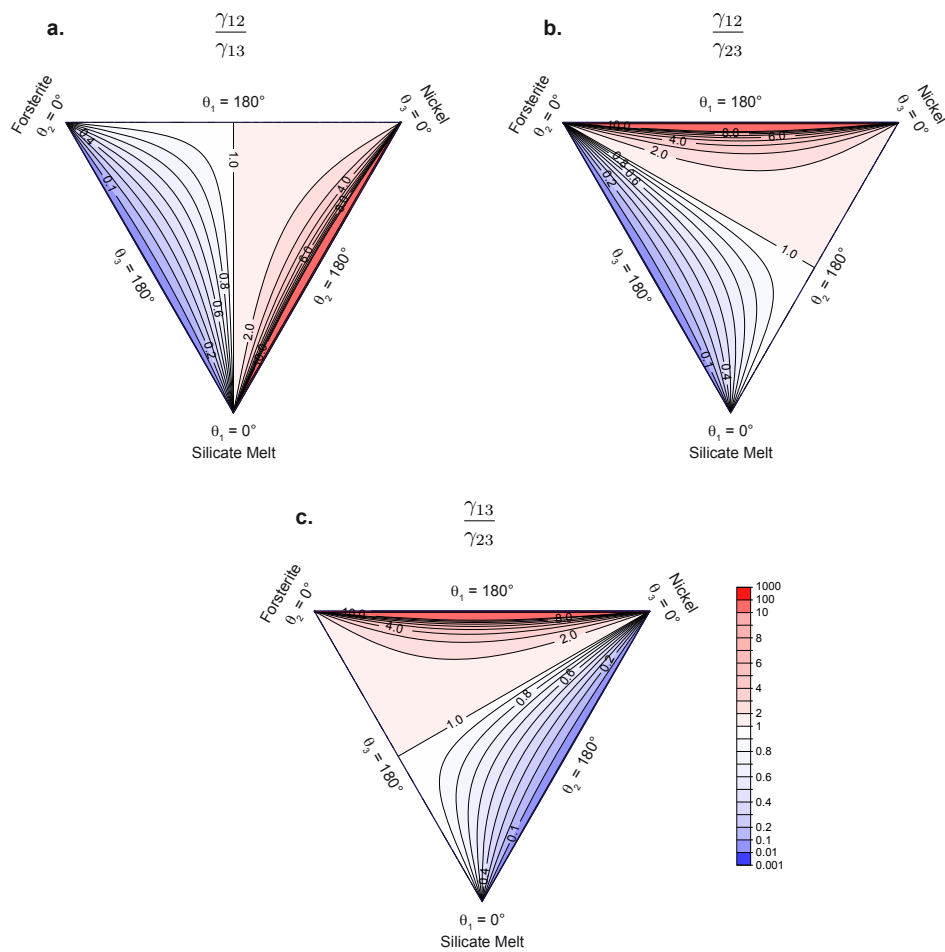 a.
γ12
γ13
Forsterite
θ2 = 0°
θ1 = 180°
Nickel
θ3 = 0°
0.4
0.1
1.0
4.0
8.0
6.0
θ3 = 180°
θ2 = 180°
0.8
0.6
2.0
0.2
10.0
θ1 = 0°
Silicate Melt
b.
γ12
γ23
Forsterite
θ2 = 0°
θ1 = 180°
Nickel
θ3 = 0°
10.0
8.0
6.0
4.0
2.0
0.8
0.6
0.2
1.0
θ3 = 180°
θ2 = 180°
0.4
0.1
θ1 = 0°
Silicate Melt
c.
γ13
γ23
Forsterite
θ2 = 0°
θ1 = 180°
Nickel
θ3 = 0°
10.0
8.0
4.0
2.0
0.2
0.6
0.8
1.0
θ3 = 180°
θ2 = 180°
0.1
0.4
θ1 = 0°
Silicate Melt
1000
100
10
8
6
4
2
1
0.8
0.6
0.4
0.2
0.1
0.01
0.001